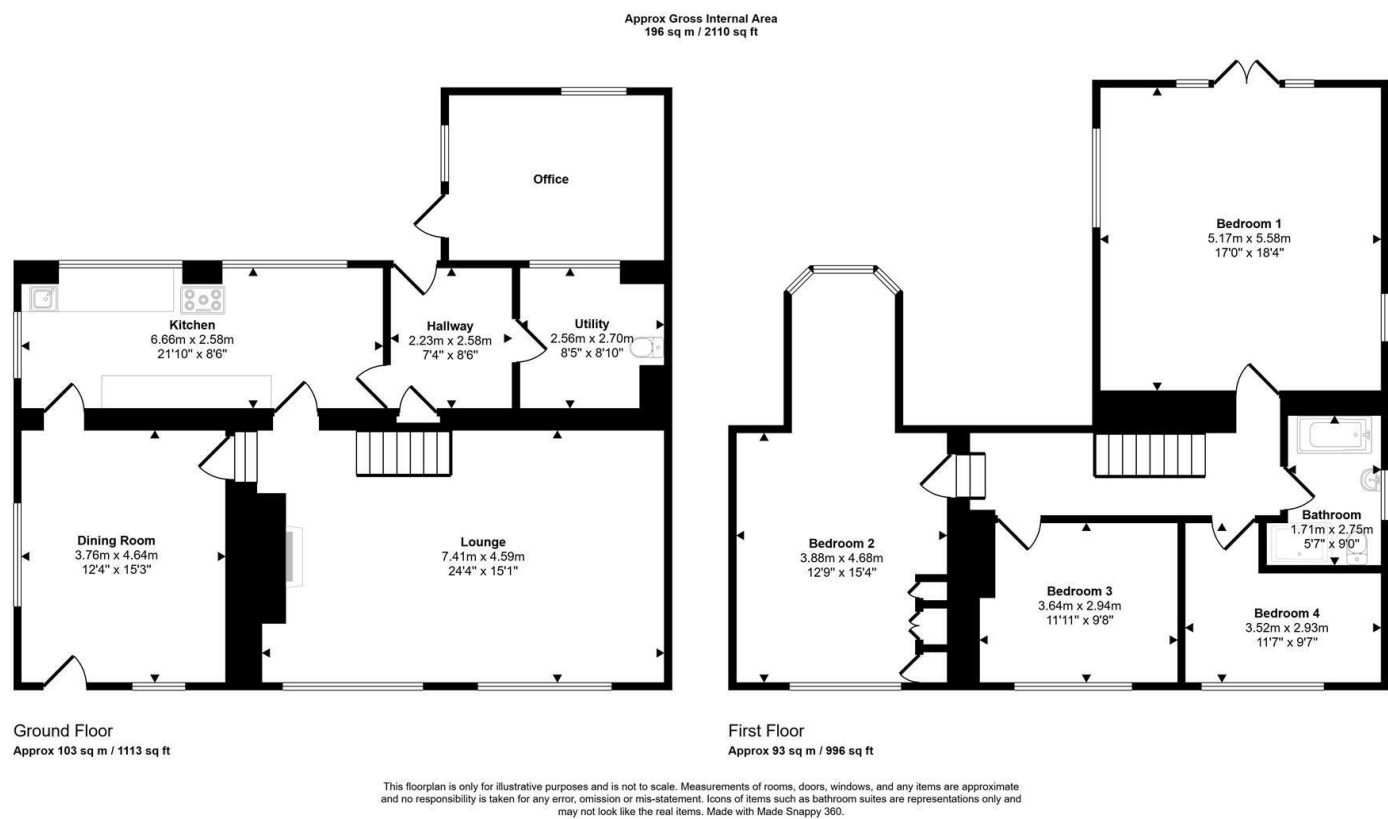 Approx Gross Internal Area
196 sq m / 2110 sq ft
Office
Kitchen
6.66m x 2.58m
21'10" x 8'6"
Hallway
2.23m x 2.58m
7'4" x 8'6"
Utility
2.56m x 2.70m
8'5" x 8'10"
Dining Room
3.76m x 4.64m
12'4" x 15'3"
Lounge
7.41m x 4.59m
24'4" x 15'1"
Ground Floor
Approx 103 sq m / 1113 sq ft
Bedroom 1
5.17m x 5.58m
17'0" x 18'4"
Bedroom 2
3.88m x 4.68m
12'9" x 15'4"
Bathroom
1.71m x 2.75m
5'7" x 9'0"
Bedroom 3
3.64m x 2.94m
11'11" x 9'8"
Bedroom 4
3.52m x 2.93m
11'7" x 9'7"
First Floor
Approx 93 sq m / 996 sq ft
This floorplan is only for illustrative purposes and is not to scale. Measurements of rooms, doors, windows, and any items are approximate
and no responsibility is taken for any error, omission or mis-statement. Icons of items such as bathroom suites are representations only and
may not look like the real items. Made with Made Snappy 360.